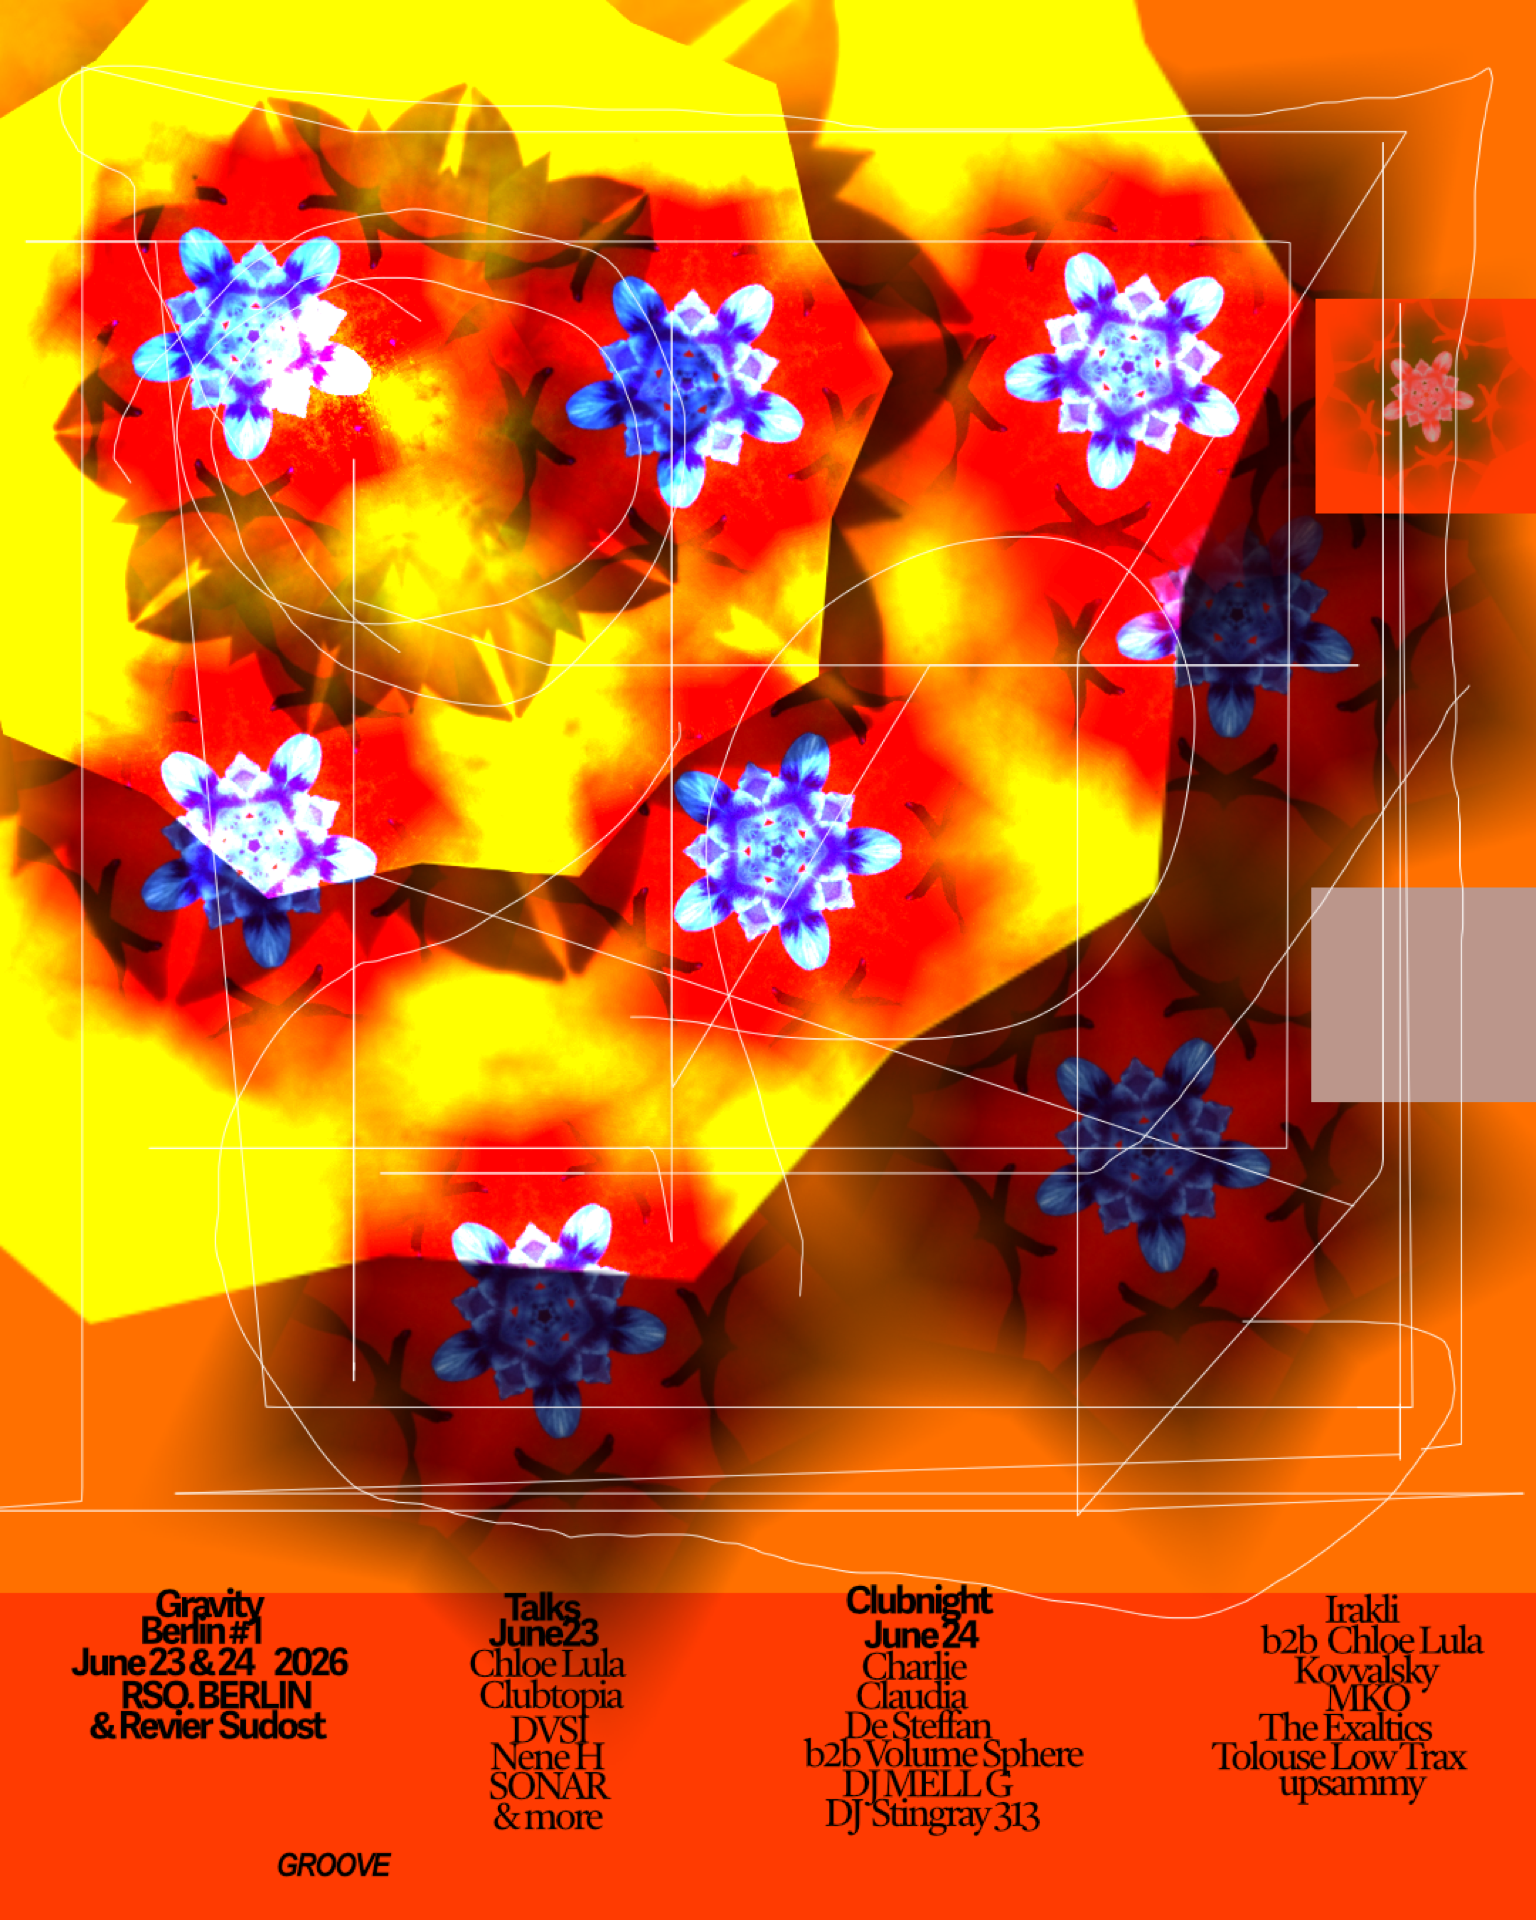 Gravity
Berlin #1
June 23 & 24 2026
RSO. BERLIN
& Revier Sudost
GROOVE
Talks
June 23
Chloe Lula
Clubtopia
DVS1
Nene H
SONAR
& more
Clubnight
June 24
Charlie
Claudia
De Steffan
b2b Volume Sphere
DJ MELL G
DJ Stingray 313
Irakli
b2b Chloe Lula
Kovvalsky
MKO
The Exaltics
Tolouse Low Trax
upsammy